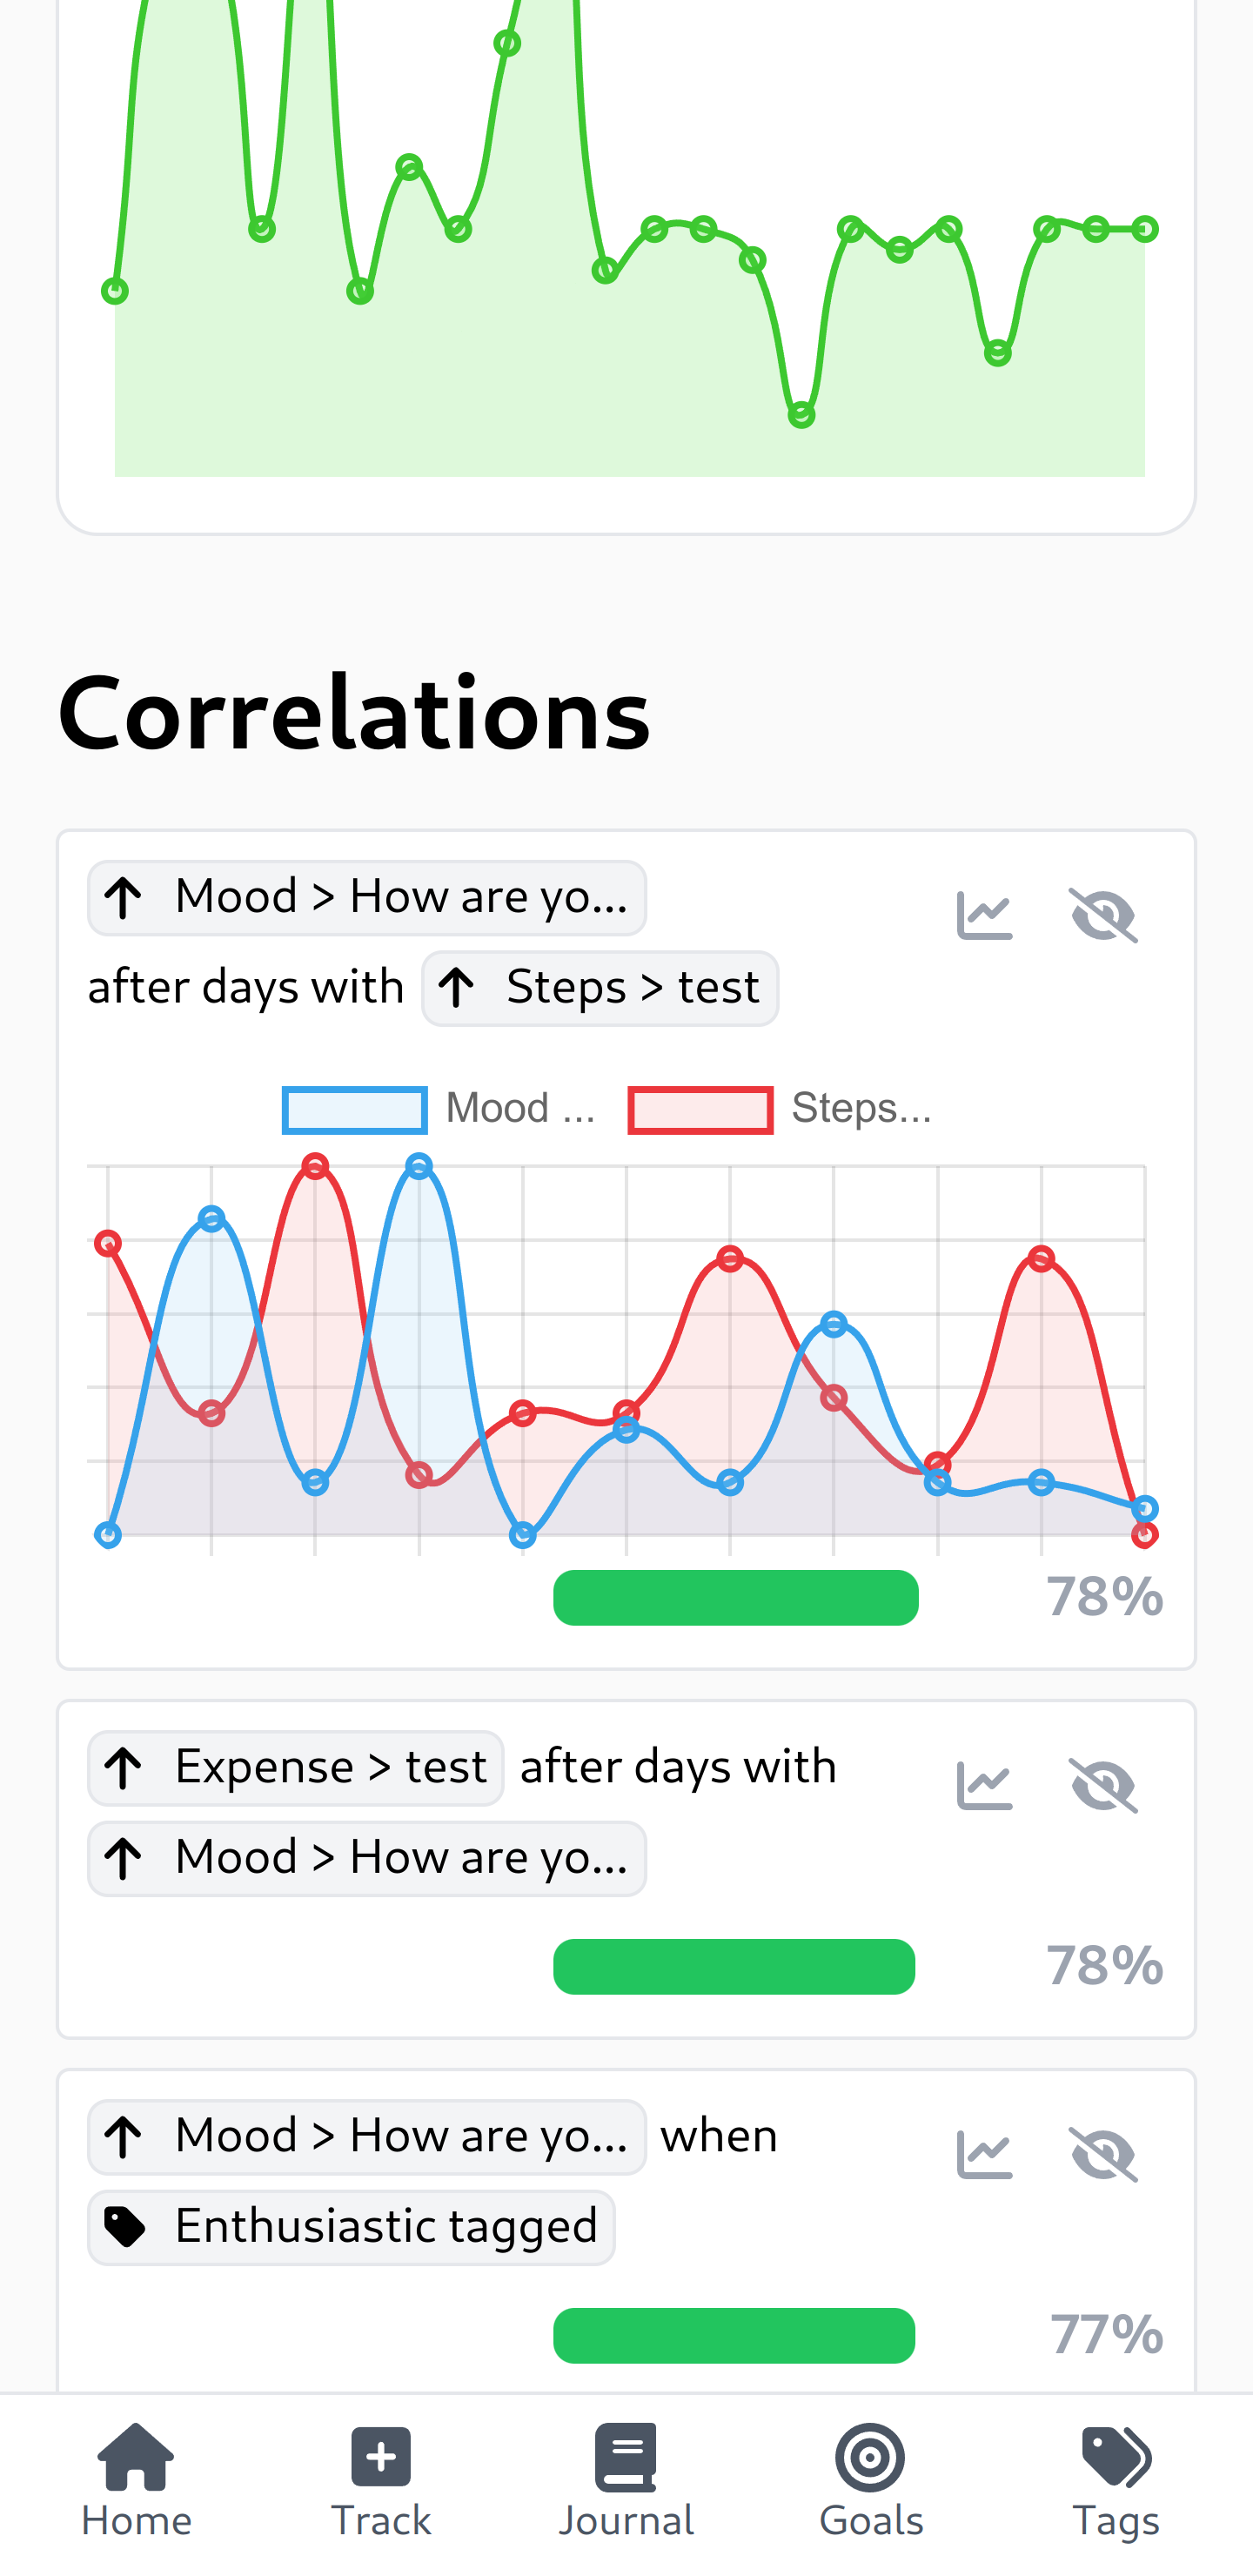 Correlations
Mood > How are yo...
after days with Steps > test
Mood ... Steps...
78%
Expense > test after days with
Mood > How are yo...
78%
Mood > How are yo... when
Enthusiastic tagged
77%
Home Track Journal Goals Tags